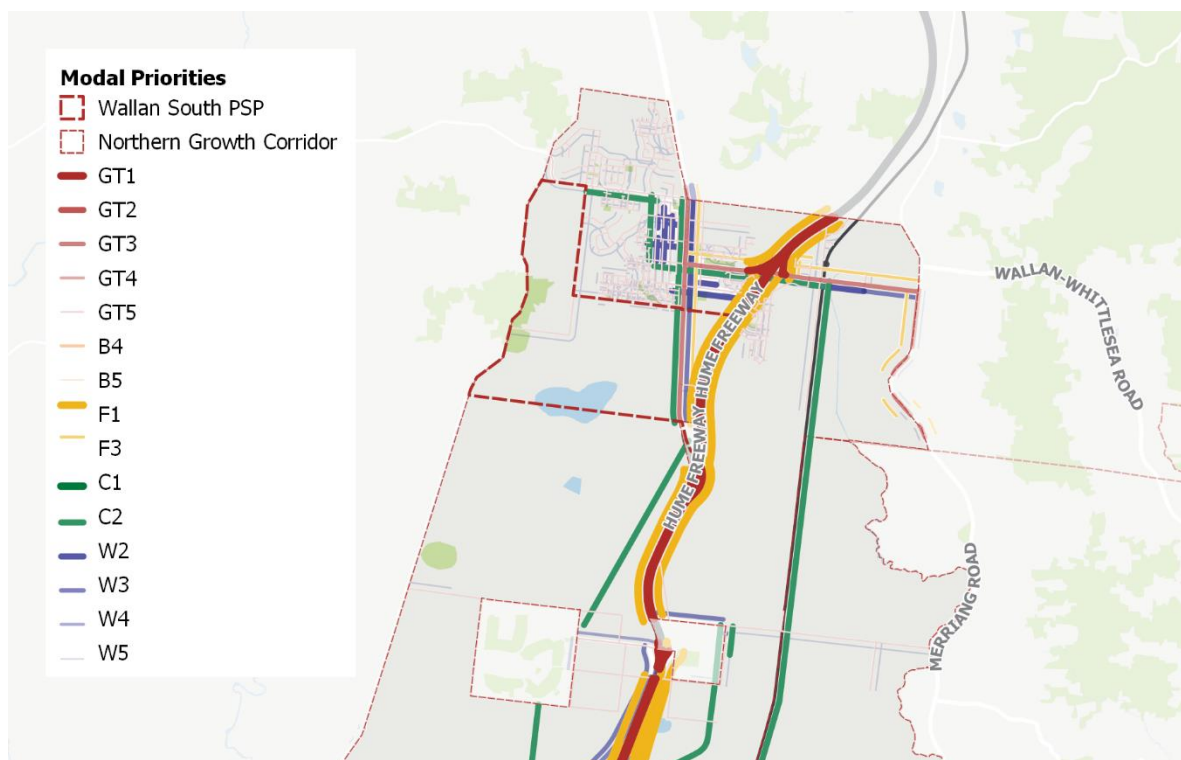 Modal Priorities
Wallan South PSP
Northern Growth Corridor
GT1
GT2
GT3
GT4
GT5
B4
B5
F1
F3
C1
C2
W2
W3
W4
W5
WALLAN-WHITTLESEA ROAD
HUME FREEWAY
HUME FREEWAY
MERRIANG ROAD